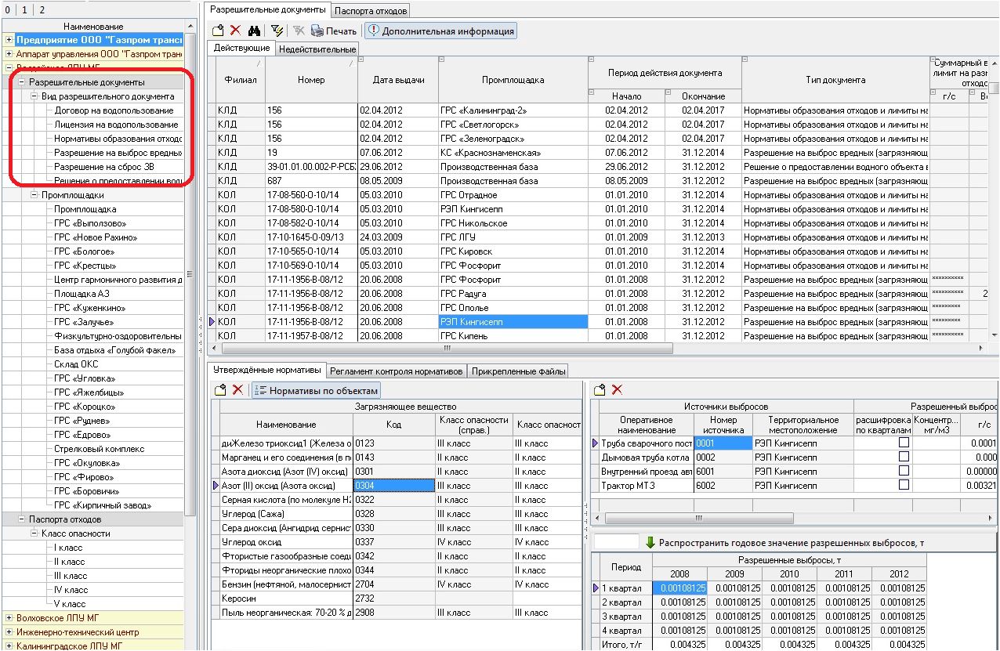 0 | 1 | 2
Наименование
Предприятие ООО "Газпром трансг
Аппарат управления ООО "Газпром тран
Разрешительные документы
Вид разрешительного документа
Договор на водопользование
Лицензия на водопользование
Нормативы образования отходо
Разрешение на выброс вредных
Разрешение на сброс ЗВ
Решение о предоставлении вод
Промплощадки
Промплощадка
ГРС «Выползово»
ГРС «Новое Рахино»
ГРС «Бологое»
ГРС «Крестцы»
Центр гармоничного развития д
Площадка АЗ
ГРС «Куженкино»
ГРС «Залучье»
Физкультурно-оздоровительны
База отдыха «Голубой факел»
Склад ОКС
ГРС «Угловка»
ГРС «Яжелбицы»
ГРС «Короцко»
ГРС «Руднев»
ГРС «Едрово»
Стрелковый комплекс
ГРС «Окуловка»
ГРС «Фирово»
ГРС «Боровичи»
ГРС «Кирпичный завод»
Паспорта отходов
Класс опасности
I класс
II класс
III класс
IV класс
V класс
Волховское ЛПУ МГ
Инженерно-технический центр
Калининградское ЛПУ МГ
Разрешительные документы Паспорта отходов
Печать Дополнительная информация
Действующие Недействительные
Филиал Номер Дата выдачи Промплощадка Период действия документа Тип документа Суммарный в
лимит на раз
отходо
Начало Окончание г/с В
КЛД 156 02.04.2012 ГРС «Калининград-2» 02.04.2012 02.04.2017 Нормативы образования отходов и лимиты на
КЛД 156 02.04.2012 ГРС «Светлогорск» 02.04.2012 02.04.2017 Нормативы образования отходов и лимиты на
КЛД 156 02.04.2012 ГРС «Зеленоградск» 02.04.2012 02.04.2017 Нормативы образования отходов и лимиты на
КЛД 19 07.06.2012 КС «Краснознаменская» 07.06.2012 31.12.2014 Разрешение на выброс вредных (загрязняющ
КЛД 39-01.01.00.002-Р-РСБ 29.06.2012 Производственная база 29.06.2012 31.12.2014 Решение о предоставлении водного объекта в
КЛД 687 08.05.2009 Производственная база 08.05.2009 31.12.2014 Разрешение на выброс вредных (загрязняющ
КОЛ 17-08-560-О-10/14 05.03.2010 ГРС Отрадное 01.01.2010 31.12.2014 Нормативы образования отходов и лимиты на
КОЛ 17-08-580-О-10/14 05.03.2010 РЭП Кингисепп 01.01.2010 31.12.2014 Нормативы образования отходов и лимиты на
КОЛ 17-08-582-О-10/14 05.03.2010 ГРС Никольское 01.01.2010 31.12.2014 Нормативы образования отходов и лимиты на
КОЛ 17-10-1645-О-09/13 24.03.2009 ГРС ЛГУ 01.01.2009 31.12.2013 Нормативы образования отходов и лимиты на
КОЛ 17-10-565-О-10/14 05.03.2010 ГРС Кировск 01.01.2010 31.12.2014 Нормативы образования отходов и лимиты на
КОЛ 17-10-569-О-10/14 05.03.2010 ГРС Фосфорит 01.01.2010 31.12.2014 Нормативы образования отходов и лимиты на
КОЛ 17-11-1956-В-08/12 20.06.2008 ГРС Фосфорит 01.01.2008 31.12.2012 Разрешение на выброс вредных (загрязняющ ××××××××××
КОЛ 17-11-1956-В-08/12 20.06.2008 ГРС Радуга 01.01.2008 31.12.2012 Разрешение на выброс вредных (загрязняющ ×××××××××× 2
КОЛ 17-11-1956-В-08/12 20.06.2008 ГРС Ополье 01.01.2008 31.12.2012 Разрешение на выброс вредных (загрязняющ ××××××××××
КОЛ 17-11-1956-В-08/12 20.06.2008 РЭП Кингисепп 01.01.2008 31.12.2012 Разрешение на выброс вредных (загрязняющ ××××××××××
КОЛ 17-11-1957-В-08/12 20.06.2008 ГРС Кипень 01.01.2008 31.12.2012 Разрешение на выброс вредных (загрязняющ ××××××××××
Утверждённые нормативы Регламент контроля нормативов Прикрепленные файлы
Нормативы по объектам
Загрязняющее вещество
Наименование Код Класс опасности
(справ.) Класс опасност
диЖелезо триоксид1 (Железа о 0123 III класс III класс
Марганец и его соединения (в п 0143 II класс II класс
Азота диоксид (Азот (IV) оксид) 0301 II класс II класс
Азот (II) оксид (Азота оксид) 0304 III класс III класс
Серная кислота (по молекуле H2 0322 II класс II класс
Углерод (Сажа) 0328 III класс III класс
Сера диоксид (Ангидрид сернист 0330 III класс III класс
Углерод оксид 0337 IV класс IV класс
Фтористые газообразные соеди 0342 II класс II класс
Фториды неорганические плохо 0344 II класс II класс
Бензин (нефтяной, малосернист 2704 IV класс IV класс
Керосин 2732
Пыль неорганическая: 70-20 % д 2908 III класс III класс
Источники выбросов Разрешенный выброс
Оперативное
наименование Номер
источника Территориальное
местоположение расшифровка
по кварталам Концентр...
мг/м3 г/с
Труба сварочного пост 0001 РЭП Кингисепп 0.0001
Дымовая труба котла 0002 РЭП Кингисепп 0.0003
Внутренний проезд авт 6001 РЭП Кингисепп 0.00000
Трактор МТЗ 6002 РЭП Кингисепп 0.00321
Распространить годовое значение разрешенных выбросов, т
Период Разрешенные выбросы, т
2008 2009 2010 2011 2012
1 квартал 0.00108125 0.00108125 0.00108125 0.00108125 0.00108125
2 квартал 0.00108125 0.00108125 0.00108125 0.00108125 0.00108125
3 квартал 0.00108125 0.00108125 0.00108125 0.00108125 0.00108125
4 квартал 0.00108125 0.00108125 0.00108125 0.00108125 0.00108125
Итого, т/г 0.004325 0.004325 0.004325 0.004325 0.004325